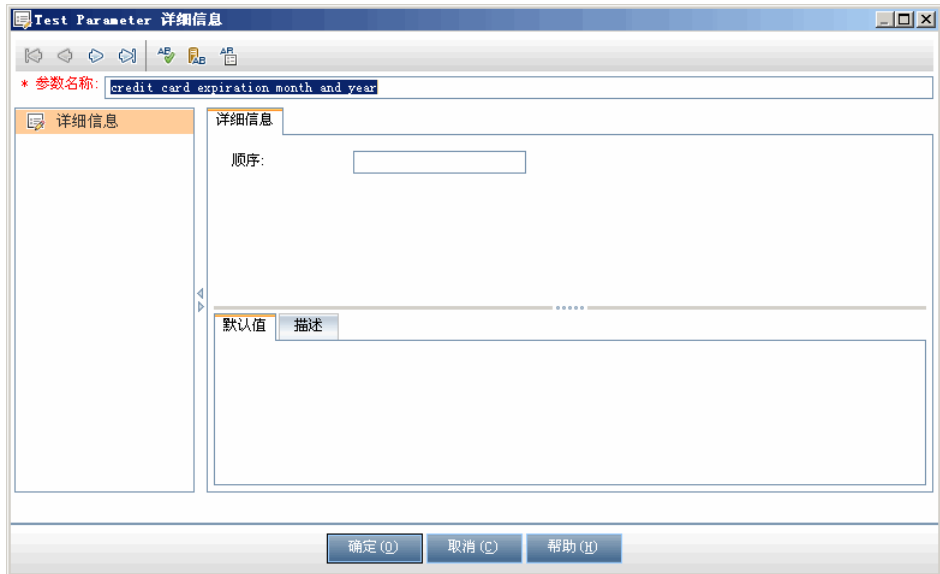 Test Parameter 详细信息
* 参数名称: credit card expiration month and year
详细信息
详细信息
顺序:
默认值 描述
确定(O) 取消(C) 帮助(H)